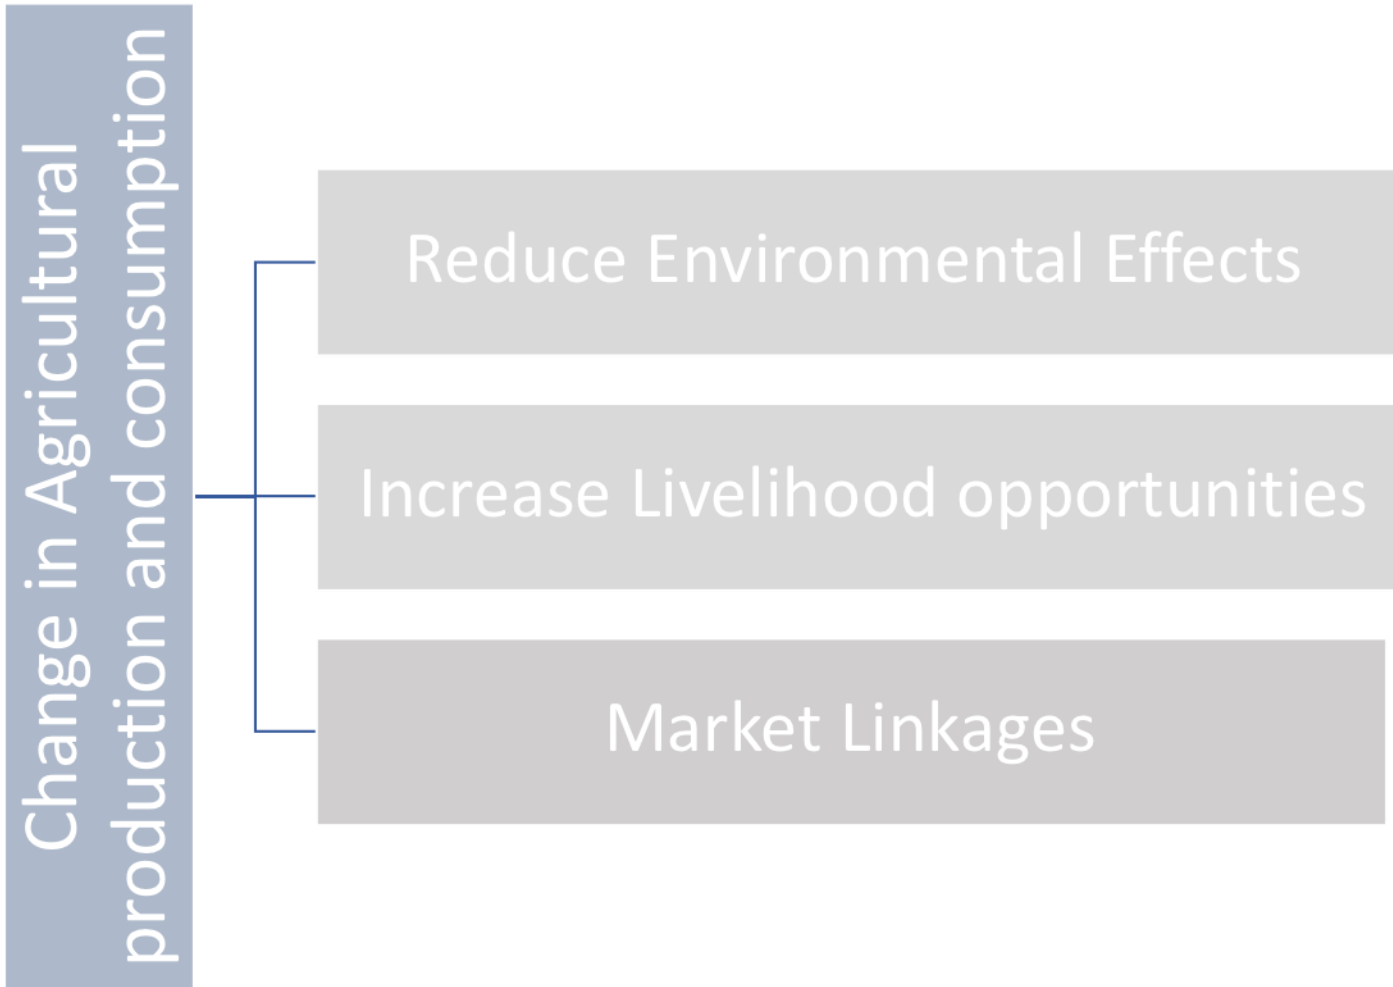 Change in Agricultural
production and consumption
Reduce Environmental Effects
Increase Livelihood opportunities
Market Linkages